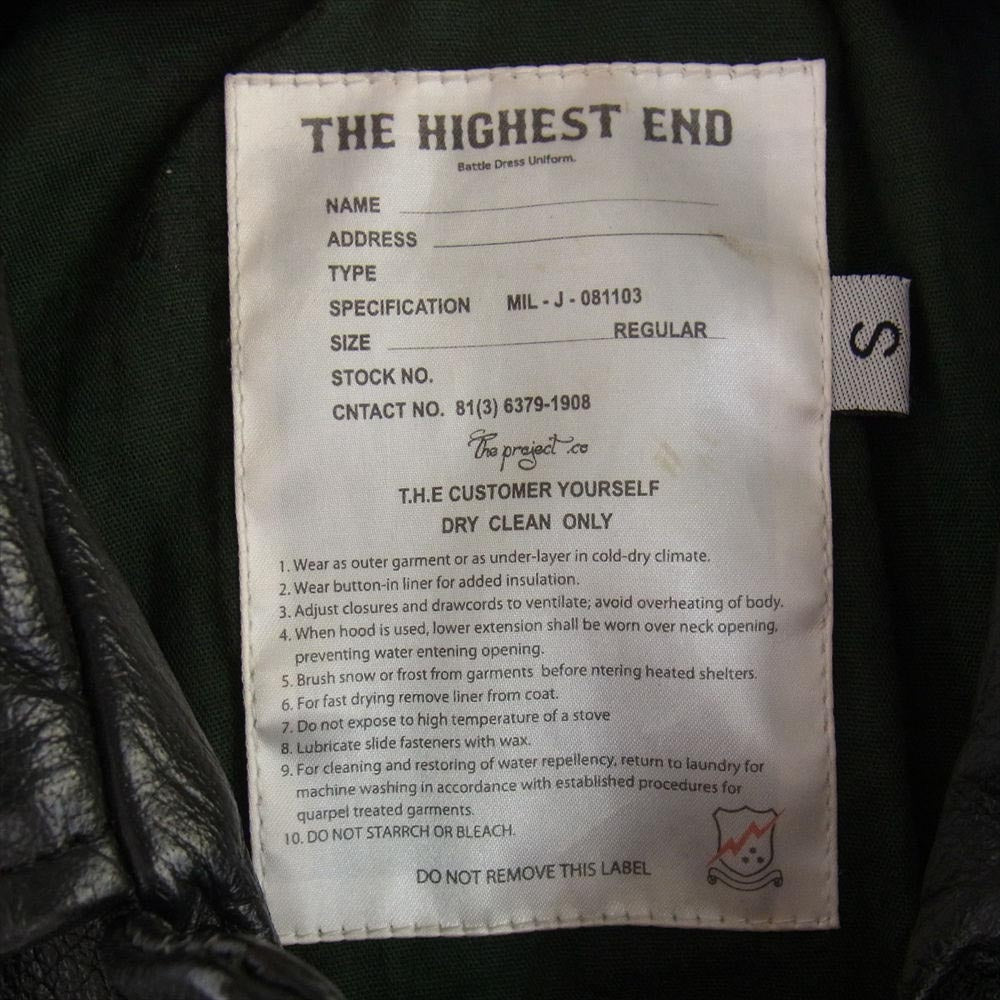 THE HIGHEST END
Battle Dress Uniform.
NAME
ADDRESS
TYPE
SPECIFICATION MIL - J - 081103
SIZE REGULAR
STOCK NO.
CNTACT NO. 81(3) 6379-1908
The project .co
T.H.E CUSTOMER YOURSELF
DRY CLEAN ONLY
1. Wear as outer garment or as under-layer in cold-dry climate.
2. Wear button-in liner for added insulation.
3. Adjust closures and drawcords to ventilate; avoid overheating of body.
4. When hood is used, lower extension shall be worn over neck opening,
preventing water entening opening.
5. Brush snow or frost from garments before ntering heated shelters.
6. For fast drying remove liner from coat.
7. Do not expose to high temperature of a stove
8. Lubricate slide fasteners with wax.
9. For cleaning and restoring of water repellency, return to laundry for
machine washing in accordance with established procedures for
quarpel treated garments.
10. DO NOT STARRCH OR BLEACH.
DO NOT REMOVE THIS LABEL
S